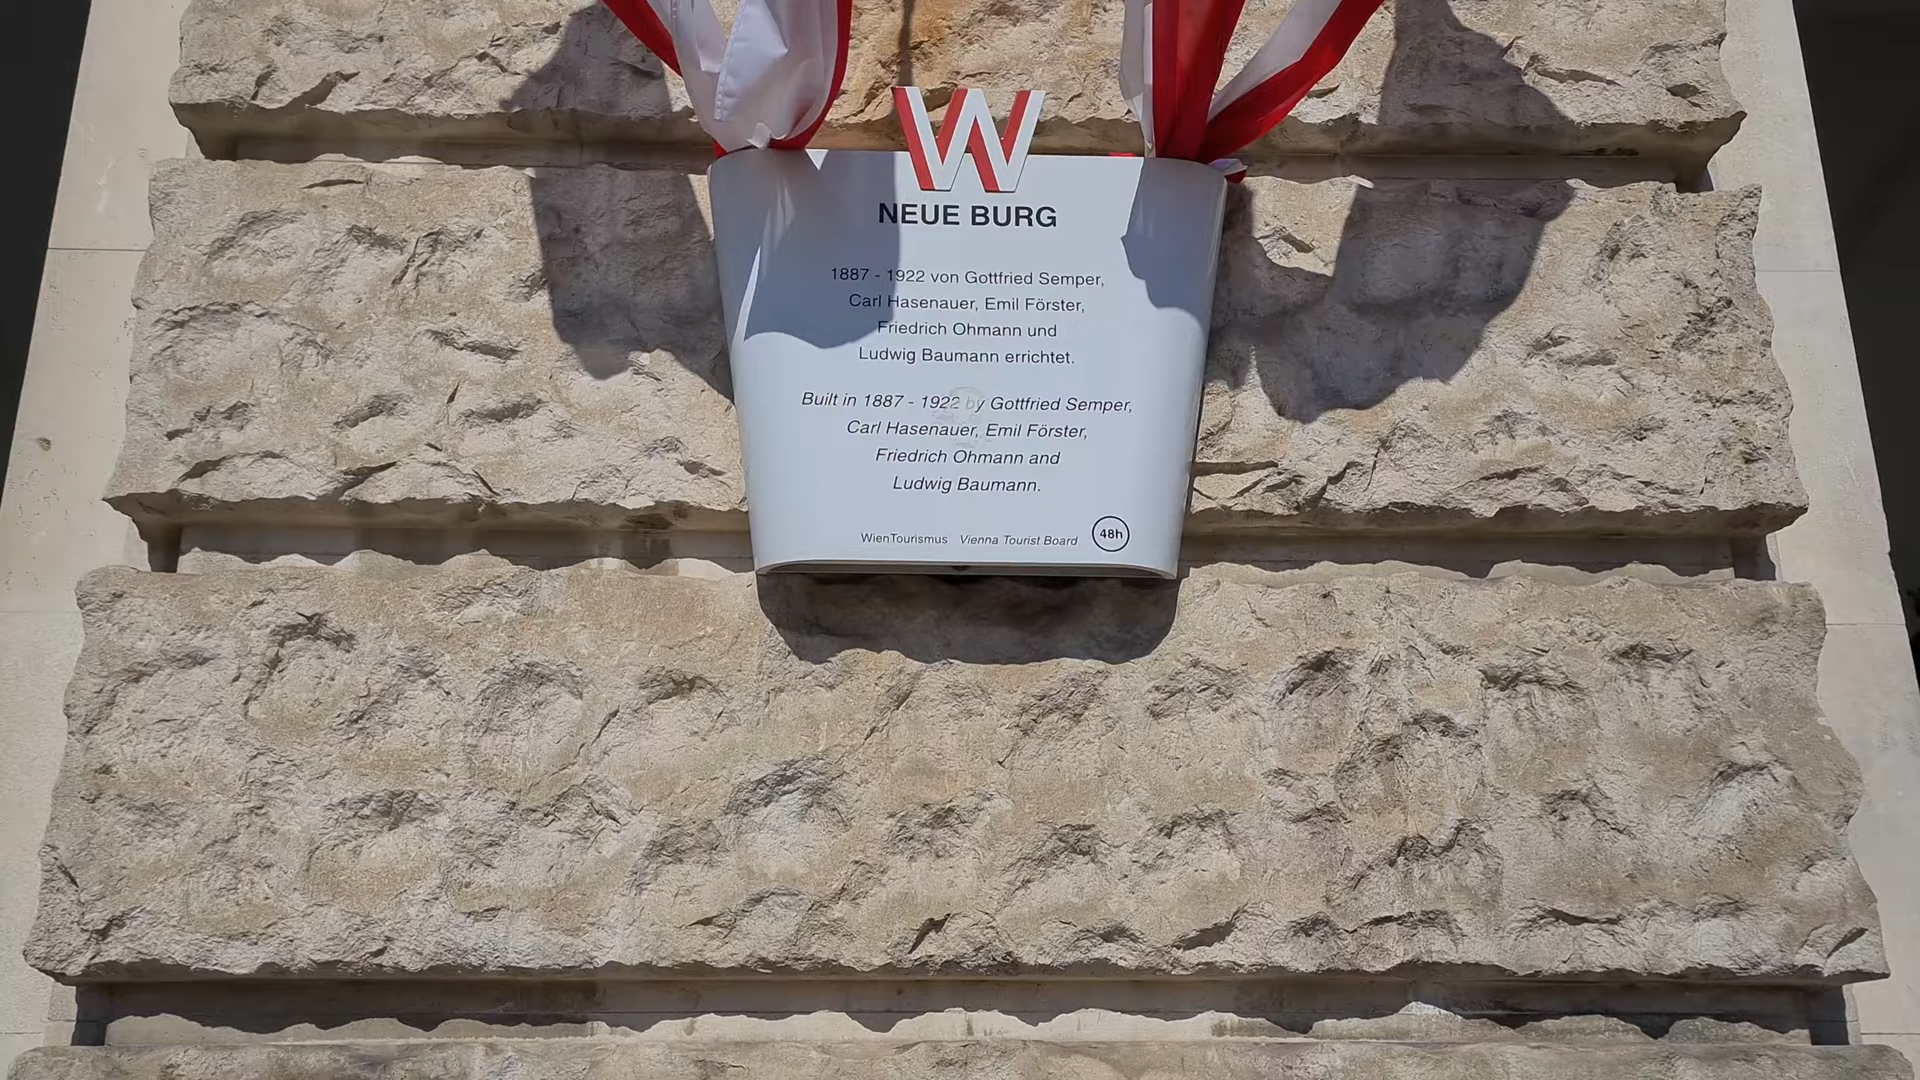 W
NEUE BURG
1887 - 1922 von Gottfried Semper,
Carl Hasenauer, Emil Förster,
Friedrich Ohmann und
Ludwig Baumann errichtet.
Built in 1887 - 1922 by Gottfried Semper,
Carl Hasenauer, Emil Förster,
Friedrich Ohmann and
Ludwig Baumann.
WienTourismus Vienna Tourist Board 48h